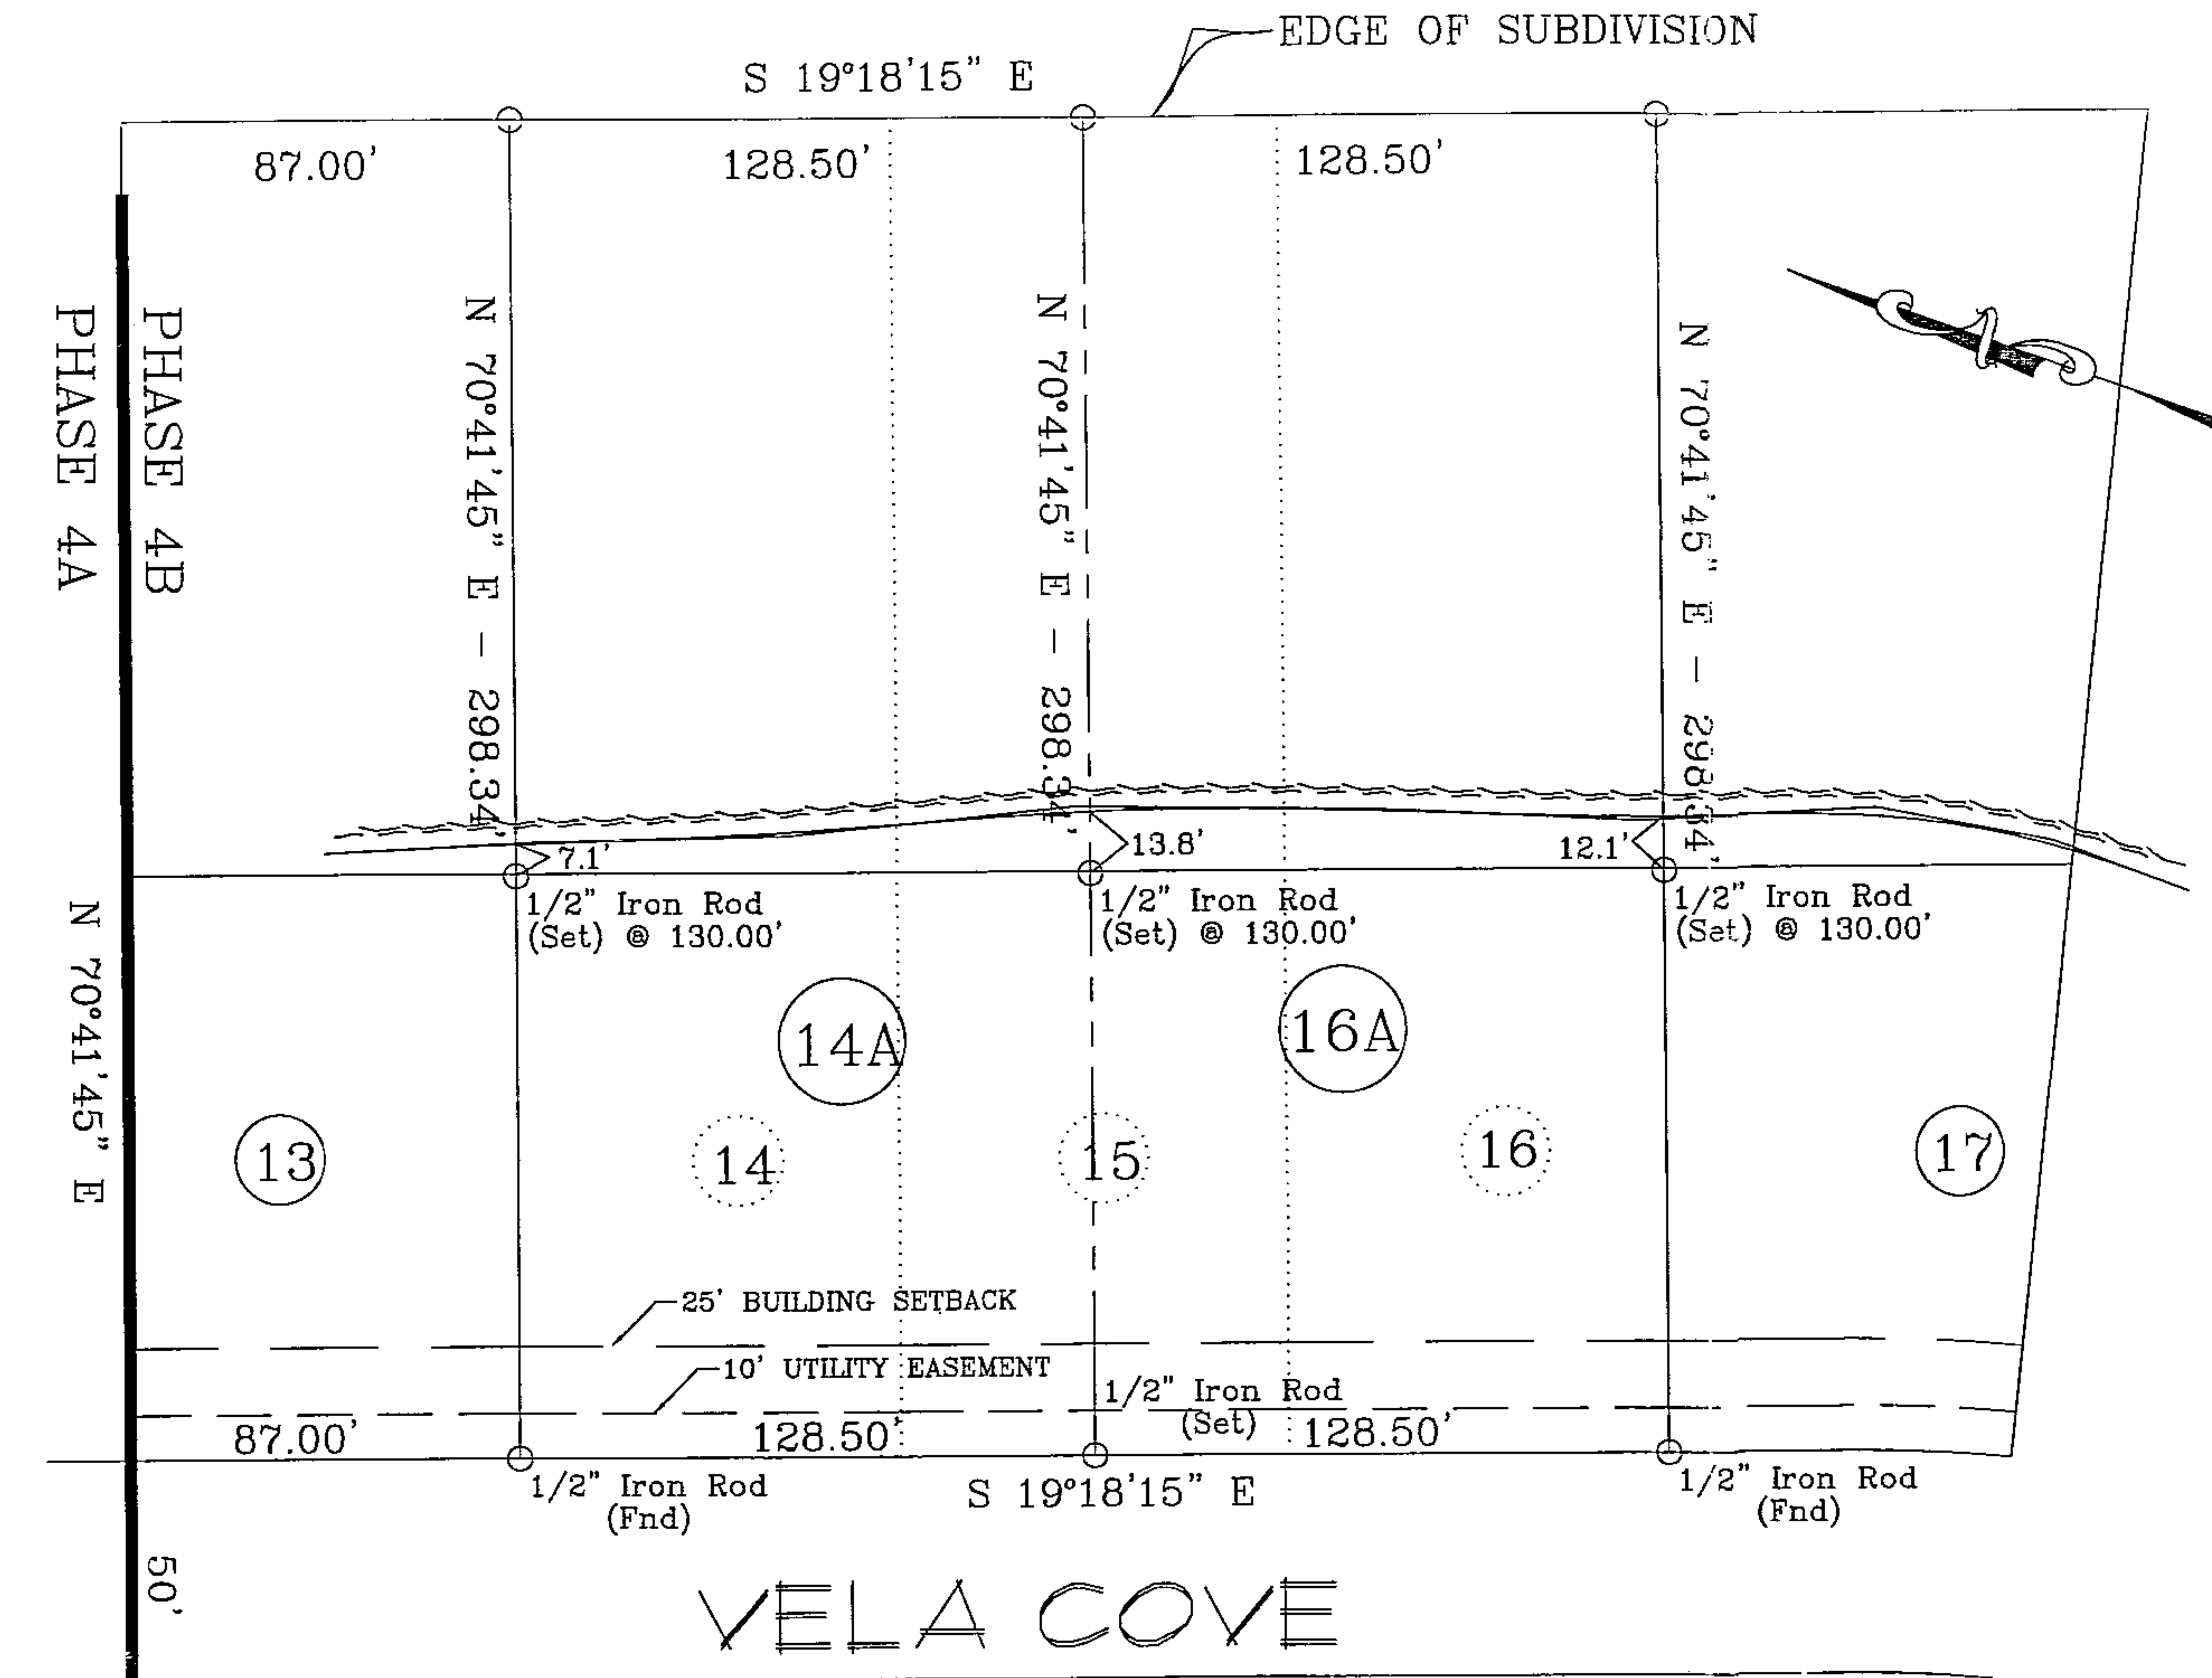 EDGE OF SUBDIVISION
S 19°18'15" E
87.00'
128.50'
128.50'
PHASE 4A
PHASE 4B
N 70°41'45" E - 298.34'
N 70°41'45" E - 298.34'
N 70°41'45" E - 298.34'
7.1'
13.8'
12.1'
1/2" Iron Rod
(Set) @ 130.00'
1/2" Iron Rod
(Set) @ 130.00'
1/2" Iron Rod
(Set) @ 130.00'
N 70°41'45" E
14A
16A
13
14
15
16
17
25' BUILDING SETBACK
10' UTILITY EASEMENT
1/2" Iron Rod
(Set)
87.00'
128.50'
128.50'
1/2" Iron Rod
(Fnd)
S 19°18'15" E
1/2" Iron Rod
(Fnd)
50'
VELA COVE